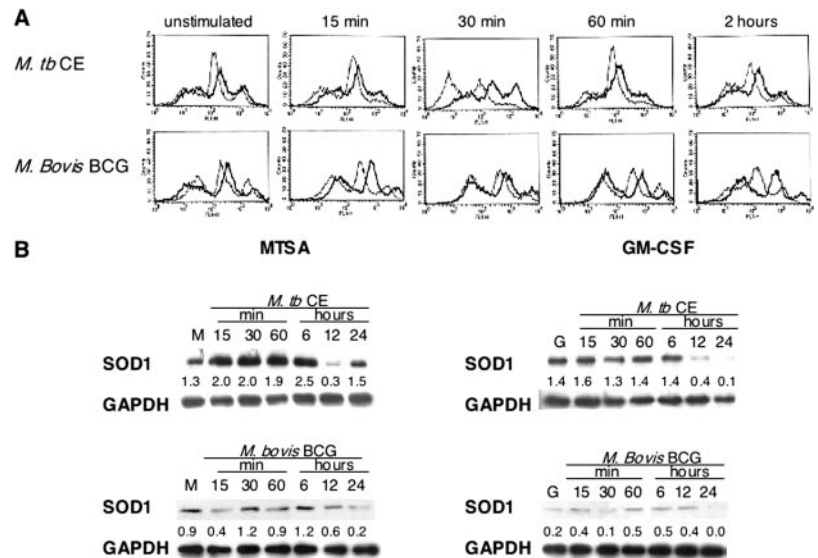 A
unstimulated 15 min 30 min 60 min 2 hours
M. tb CE
M. Bovis BCG
B
MTSA GM-CSF
M. tb CE
min hours
M 15 30 60 6 12 24
SOD1
1.3 2.0 2.0 1.9 2.5 0.3 1.5
GAPDH
M. tb CE
min hours
G 15 30 60 6 12 24
SOD1
1.4 1.6 1.3 1.4 1.4 0.4 0.1
GAPDH
M. bovis BCG
min hours
M 15 30 60 6 12 24
SOD1
0.9 0.4 1.2 0.9 1.2 0.6 0.2
GAPDH
M. Bovis BCG
min hours
G 15 30 60 6 12 24
SOD1
0.2 0.4 0.1 0.5 0.5 0.4 0.0
GAPDH